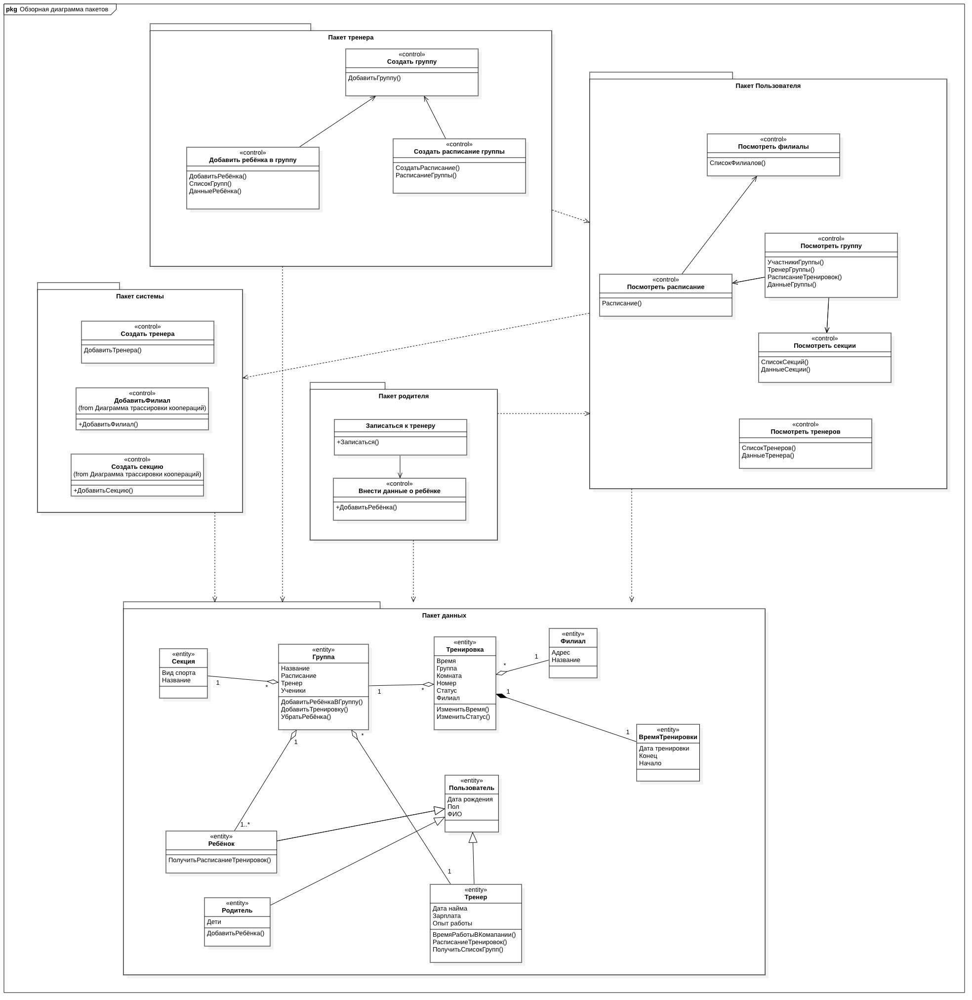 pkg Обзорная диаграмма пакетов
Пакет тренера
«control»
Создать группу
ДобавитьГруппу()
«control»
Добавить ребёнка в группу
ДобавитьРебёнка()
СписокГрупп()
ДанныеРебёнка()
«control»
Создать расписание группы
СоздатьРасписание()
РасписаниеГруппы()
Пакет Пользователя
«control»
Посмотреть филиалы
СписокФилиалов()
«control»
Посмотреть группу
УчастникиГруппы()
ТренерГруппы()
РасписаниеТренировок()
ДанныеГруппы()
«control»
Посмотреть расписание
Расписание()
«control»
Посмотреть секции
СписокСекций()
ДанныеСекции()
«control»
Посмотреть тренеров
СписокТренеров()
ДанныеТренера()
Пакет системы
«control»
Создать тренера
ДобавитьТренера()
«control»
ДобавитьФилиал
(from Диаграмма трассировки коопераций)
+ДобавитьФилиал()
«control»
Создать секцию
(from Диаграмма трассировки коопераций)
+ДобавитьСекцию()
Пакет родителя
Записаться к тренеру
+Записаться()
«control»
Внести данные о ребёнке
+ДобавитьРебёнка()
Пакет данных
«entity»
Секция
Вид спорта
Название
1
*
«entity»
Группа
Название
Расписание
Тренер
Ученики
ДобавитьРебёнкаВГруппу()
ДобавитьТренировку()
УбратьРебёнка()
1
*
«entity»
Тренировка
Время
Группа
Комната
Номер
Статус
Филиал
ИзменитьВремя()
ИзменитьСтатус()
*
1
«entity»
Филиал
Адрес
Название
1
1
«entity»
ВремяТренировки
Дата тренировки
Конец
Начало
1
*
«entity»
Пользователь
Дата рождения
Пол
ФИО
1..*
«entity»
Ребёнок
ПолучитьРасписаниеТренировок()
1
«entity»
Родитель
Дети
ДобавитьРебёнка()
«entity»
Тренер
Дата найма
Зарплата
Опыт работы
ВремяРаботыВКомапании()
РасписаниеТренировок()
ПолучитьСписокГрупп()